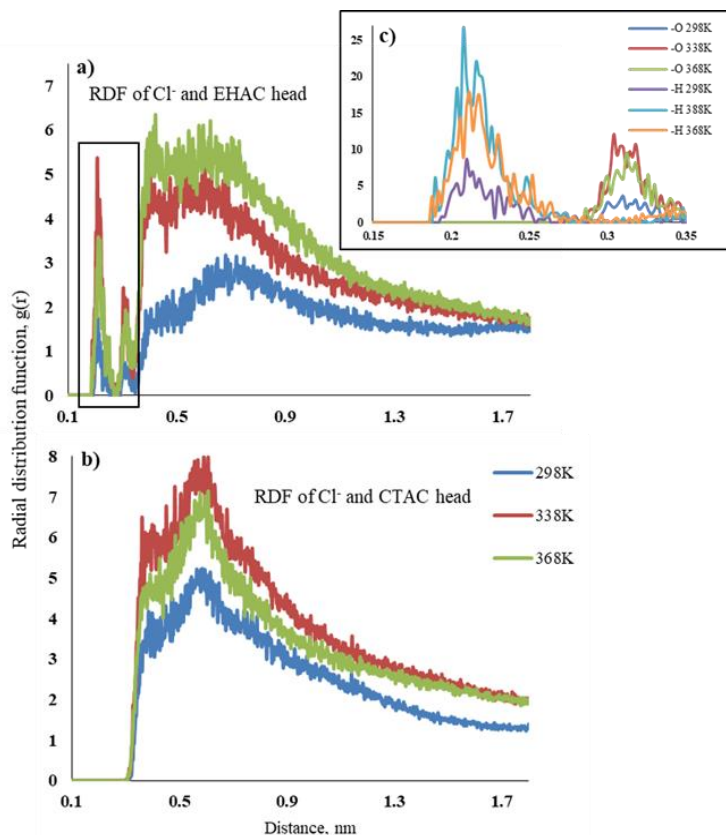 c)
25
20
15
10
5
0
0.15 0.2 0.25 0.3 0.35
-O 298K
-O 338K
-O 368K
-H 298K
-H 388K
-H 368K
a)
RDF of Cl⁻ and EHAC head
7
6
5
4
3
2
1
0
0.1 0.5 0.9 1.3 1.7
Radial distribution function, g(r)
b)
RDF of Cl⁻ and CTAC head
8
7
6
5
4
3
2
1
0
0.1 0.5 0.9 1.3 1.7
298K
338K
368K
Distance, nm